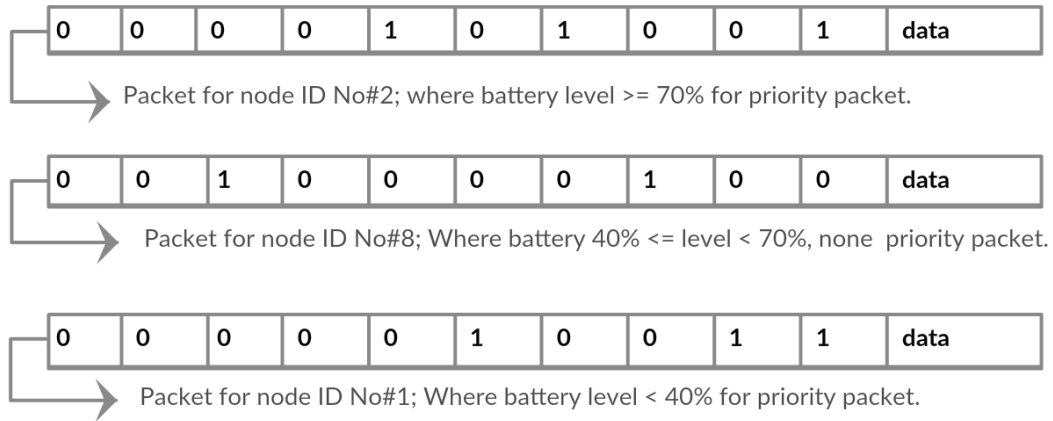 0 0 0 0 1 0 1 0 0 1 data
Packet for node ID No#2; where battery level >= 70% for priority packet.
0 0 1 0 0 0 0 1 0 0 data
Packet for node ID No#8; Where battery 40% <= level < 70%, none priority packet.
0 0 0 0 0 1 0 0 1 1 data
Packet for node ID No#1; Where battery level < 40% for priority packet.